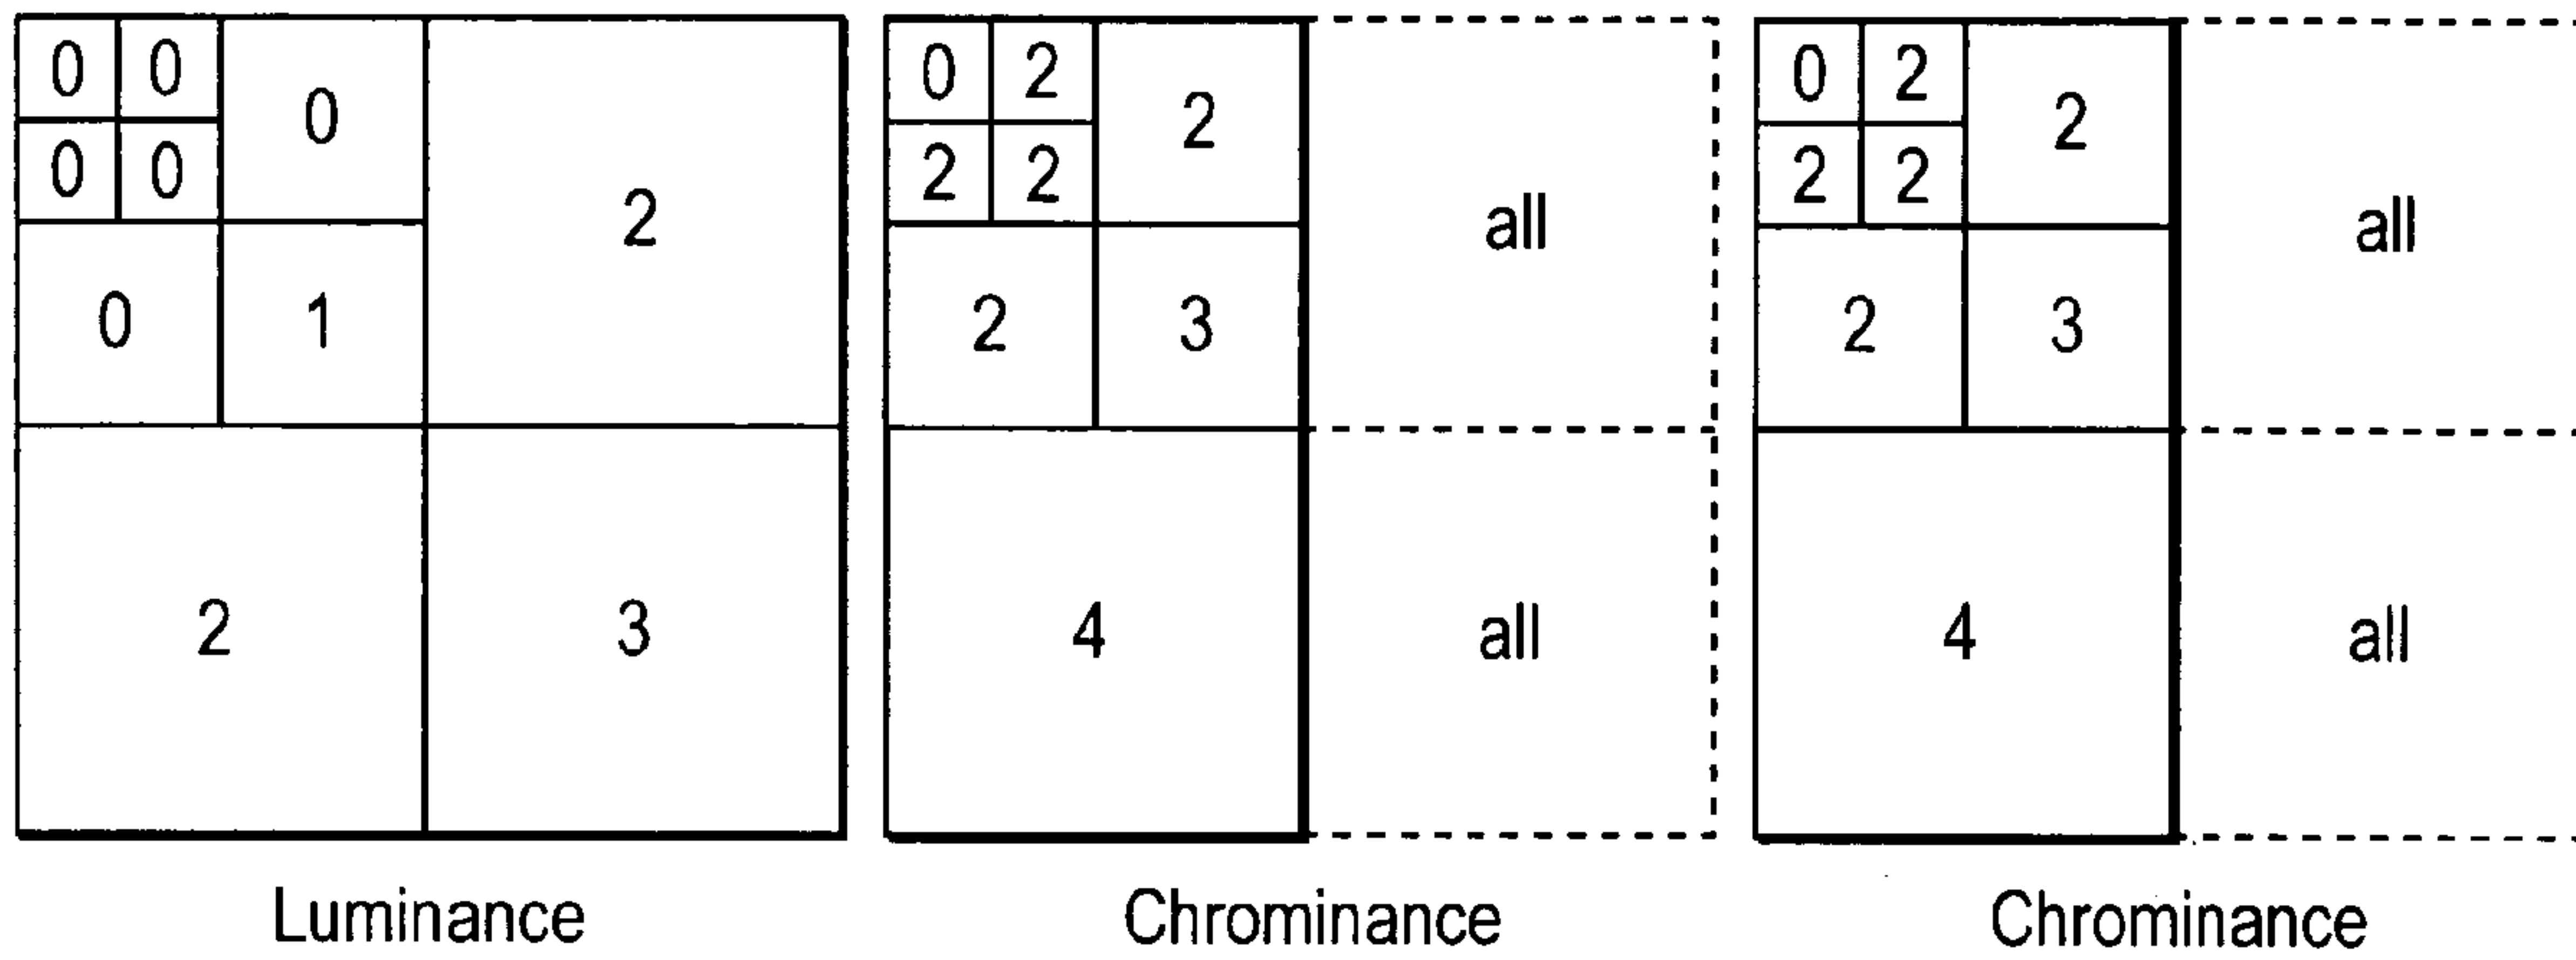 0 0 0 2 0 2 2 all 0 2 2 all
0 0 2 2 2 2
0 1 2 3 2 3
2 3 4 all 4 all
Luminance Chrominance Chrominance